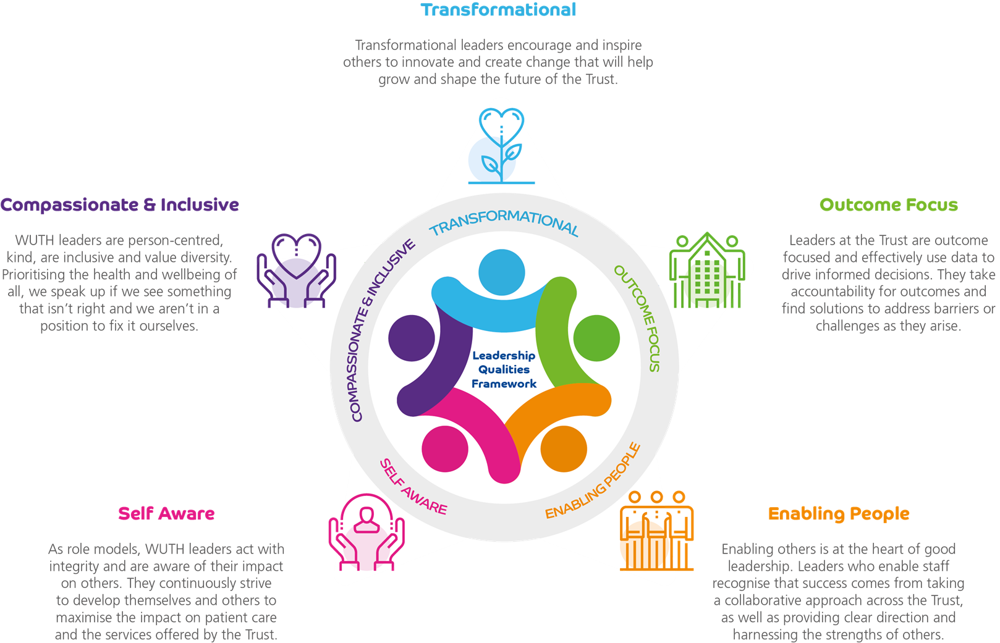 Transformational
Transformational leaders encourage and inspire
others to innovate and create change that will help
grow and shape the future of the Trust.
Compassionate & Inclusive
WUTH leaders are person-centred,
kind, are inclusive and value diversity.
Prioritising the health and wellbeing of
all, we speak up if we see something
that isn't right and we aren't in a
position to fix it ourselves.
Outcome Focus
Leaders at the Trust are outcome
focused and effectively use data to
drive informed decisions. They take
accountability for outcomes and
find solutions to address barriers or
challenges as they arise.
TRANSFORMATIONAL
COMPASSIONATE & INCLUSIVE
OUTCOME FOCUS
Leadership
Qualities
Framework
SELF AWARE
ENABLING PEOPLE
Self Aware
As role models, WUTH leaders act with
integrity and are aware of their impact
on others. They continuously strive
to develop themselves and others to
maximise the impact on patient care
and the services offered by the Trust.
Enabling People
Enabling others is at the heart of good
leadership. Leaders who enable staff
recognise that success comes from taking
a collaborative approach across the Trust,
as well as providing clear direction and
harnessing the strengths of others.